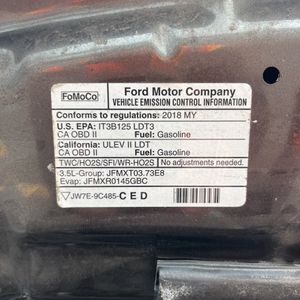 FoMoCo
Ford Motor Company
VEHICLE EMISSION CONTROL INFORMATION
Conforms to regulations: 2018 MY
U.S. EPA: IT3B125 LDT3
CA OBD II Fuel: Gasoline
California: ULEV II LDT
CA OBD II Fuel: Gasoline
TWC/HO2S/SFI/WR-HO2S No adjustments needed.
3.5L-Group: JFMXT03.73E8
Evap: JFMXR0145GBC
JW7E-9C485-CED